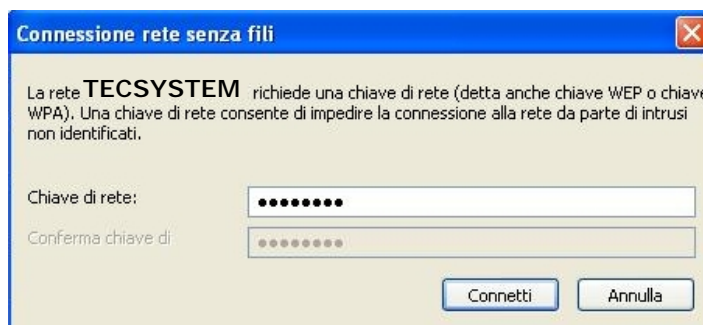 Connessione rete senza fili
La rete TECSYSTEM richiede una chiave di rete (detta anche chiave WEP o chiave
WPA). Una chiave di rete consente di impedire la connessione alla rete da parte di intrusi
non identificati.
Chiave di rete: ••••••••
Conferma chiave di ••••••••
Connetti Annulla